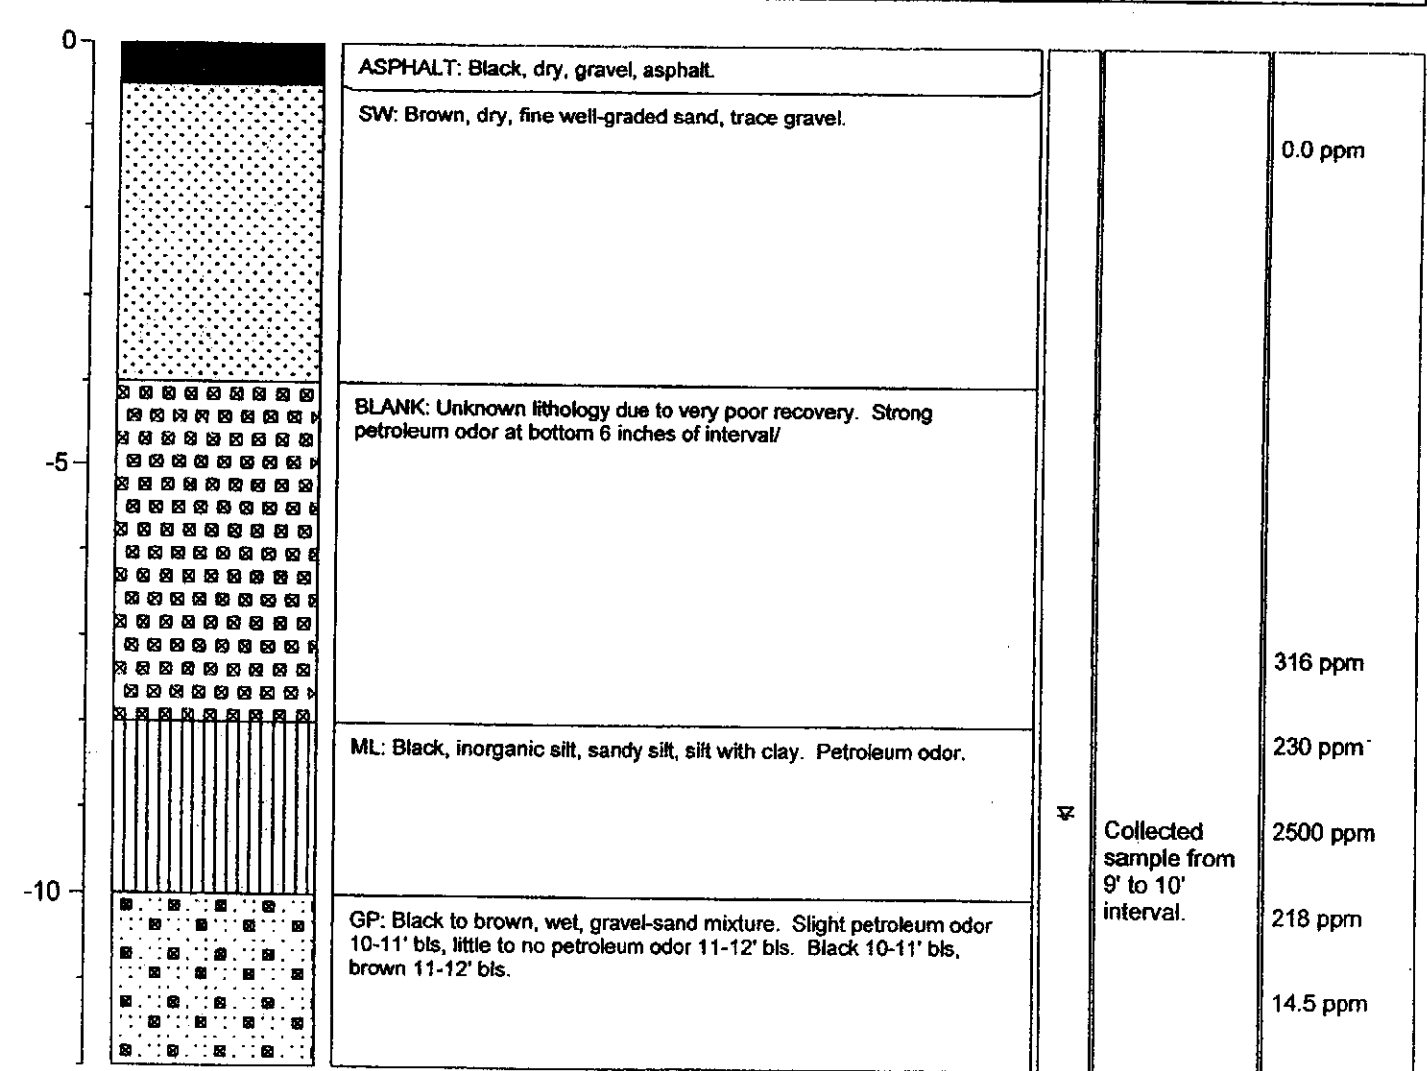 0
ASPHALT: Black, dry, gravel, asphalt.
SW: Brown, dry, fine well-graded sand, trace gravel.
0.0 ppm
BLANK: Unknown lithology due to very poor recovery. Strong
petroleum odor at bottom 6 inches of interval/
-5
316 ppm
ML: Black, inorganic silt, sandy silt, silt with clay. Petroleum odor.
230 ppm
Collected
sample from
9' to 10'
interval.
2500 ppm
-10
GP: Black to brown, wet, gravel-sand mixture. Slight petroleum odor
10-11' bls, little to no petroleum odor 11-12' bls. Black 10-11' bls,
brown 11-12' bls.
218 ppm
14.5 ppm